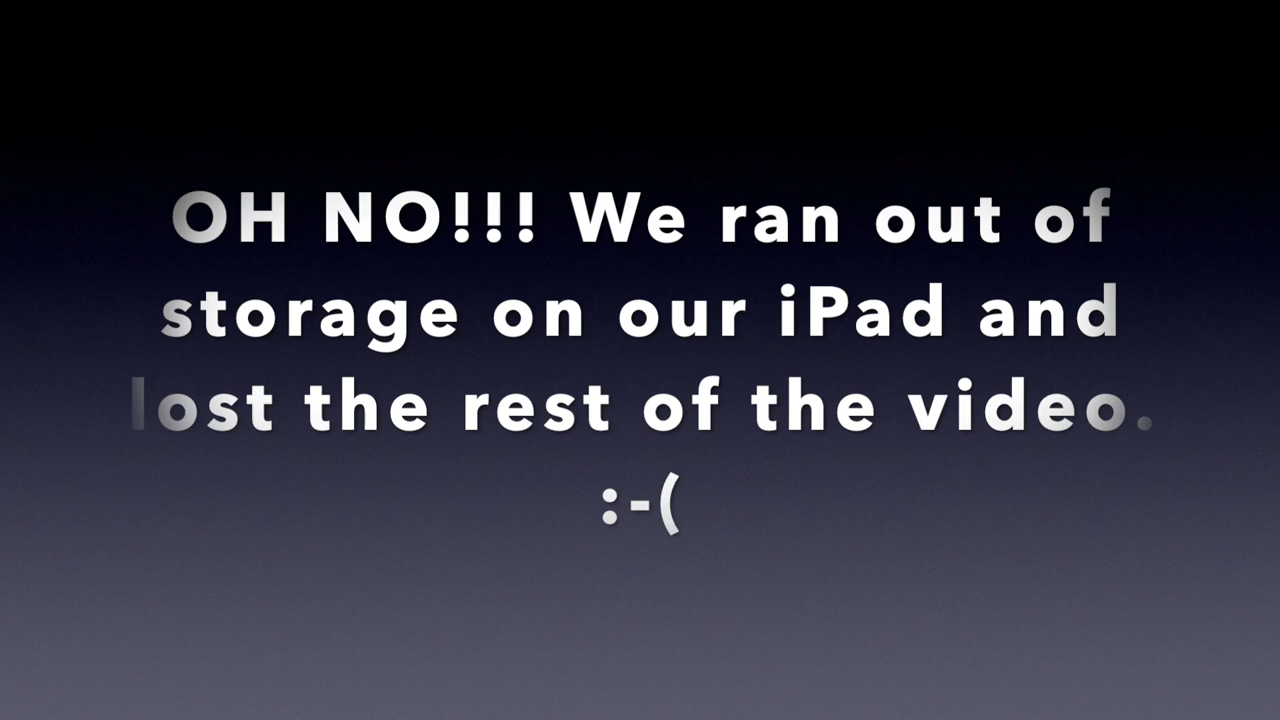 OH NO!!! We ran out of
storage on our iPad and
lost the rest of the video.
:-(